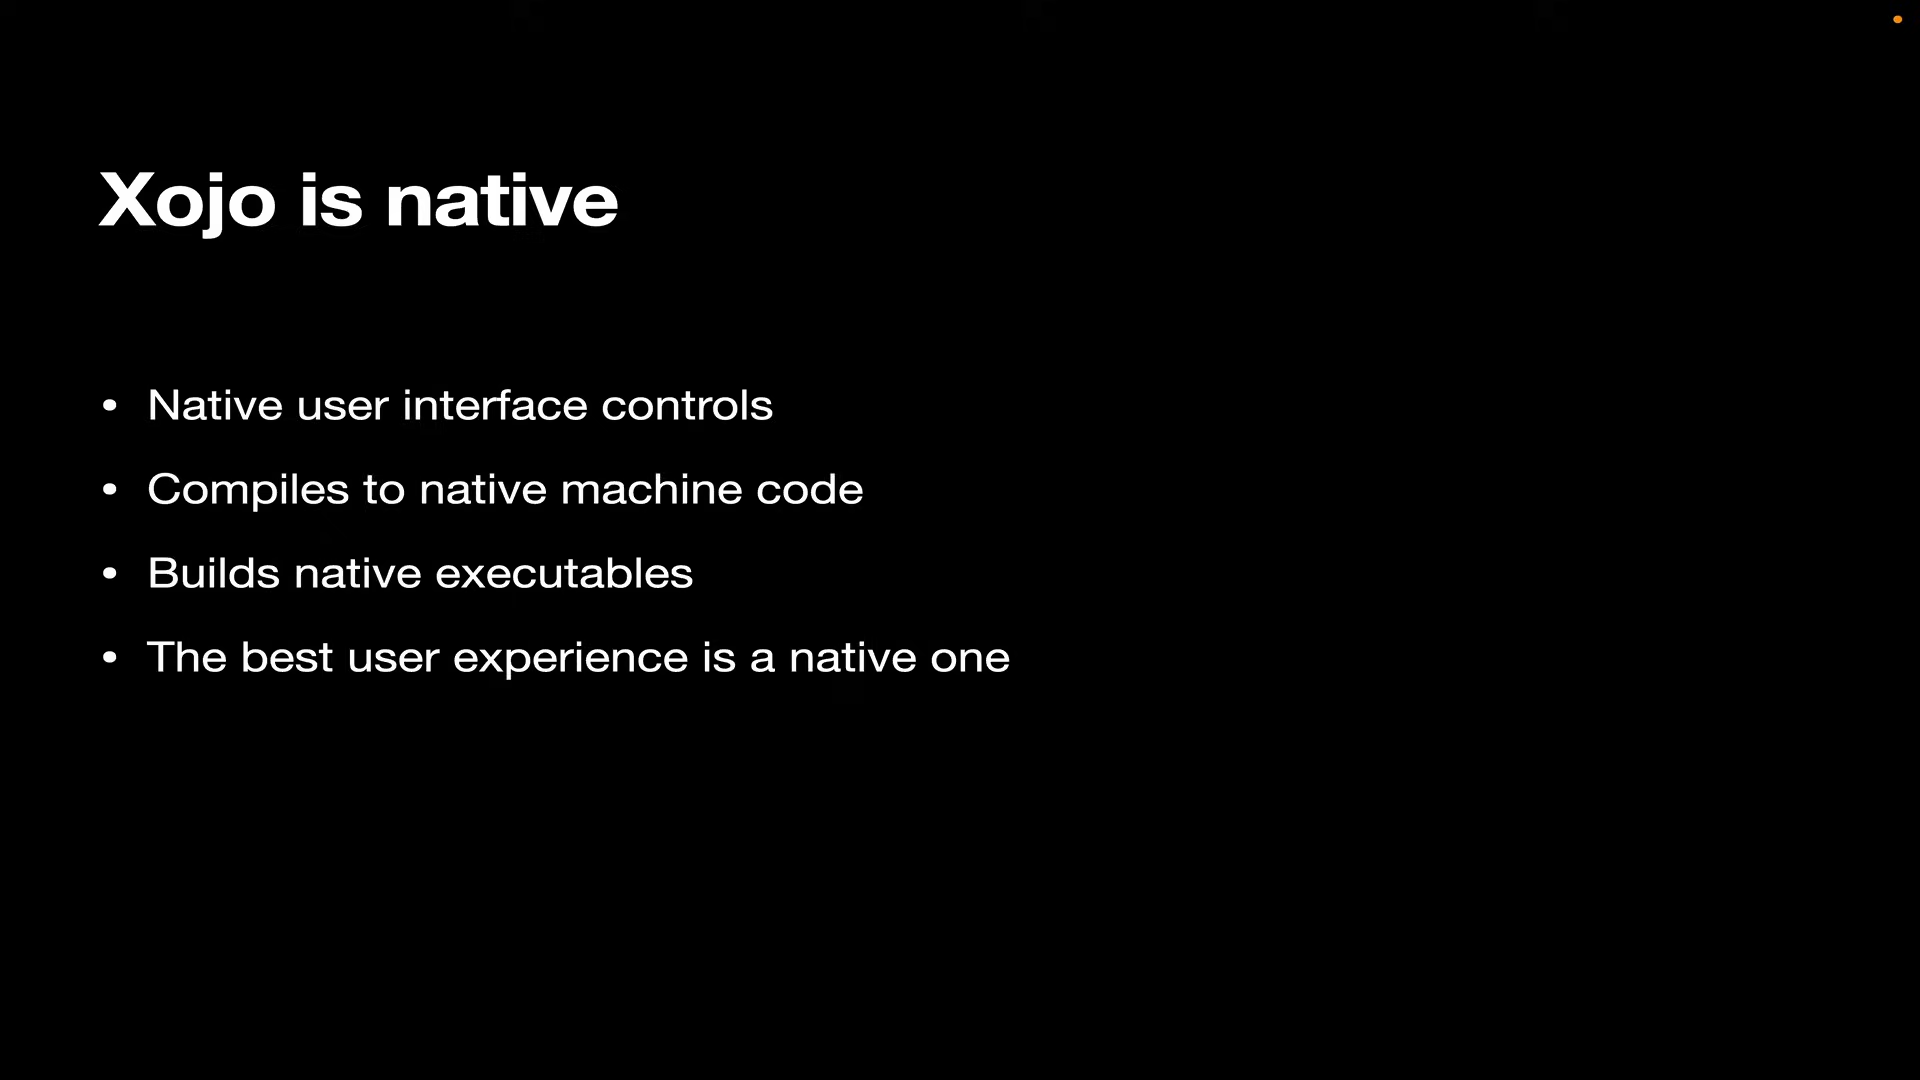 Xojo is native
• Native user interface controls
• Compiles to native machine code
• Builds native executables
• The best user experience is a native one